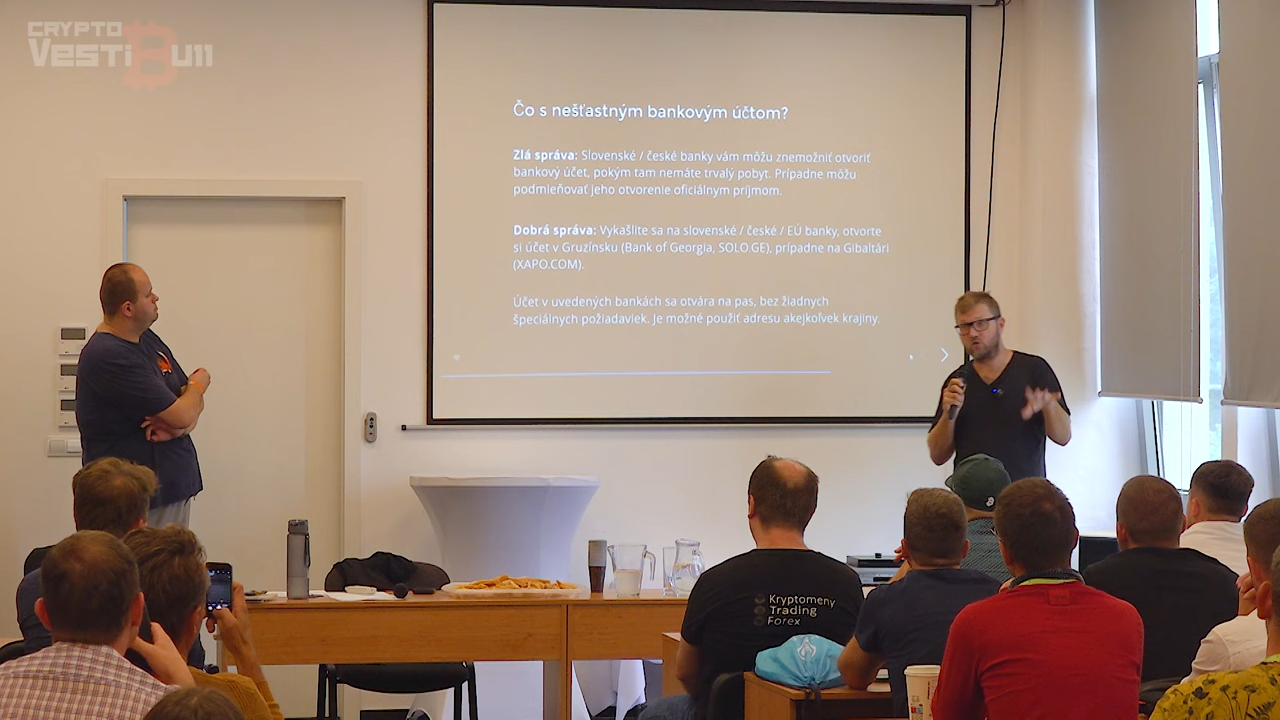 CRYPTO
VestiBull
Čo s nešťastným bankovým účtom?
Zlá správa: Slovenské / české banky vám môžu znemožniť otvoriť
bankový účet, pokým tam nemáte trvalý pobyt. Prípadne môžu
podmieňovať jeho otvorenie oficiálnym príjmom.
Dobrá správa: Vykašlite sa na slovenské / české / EÚ banky, otvorte
si účet v Gruzínsku (Bank of Georgia, SOLO.GE), prípadne na Gibaltári
(XAPO.COM).
Účet v uvedených bankách sa otvára na pas, bez žiadnych
špeciálnych požiadaviek. Je možné použiť adresu akejkoľvek krajiny.
Kryptomeny
Trading
Forex